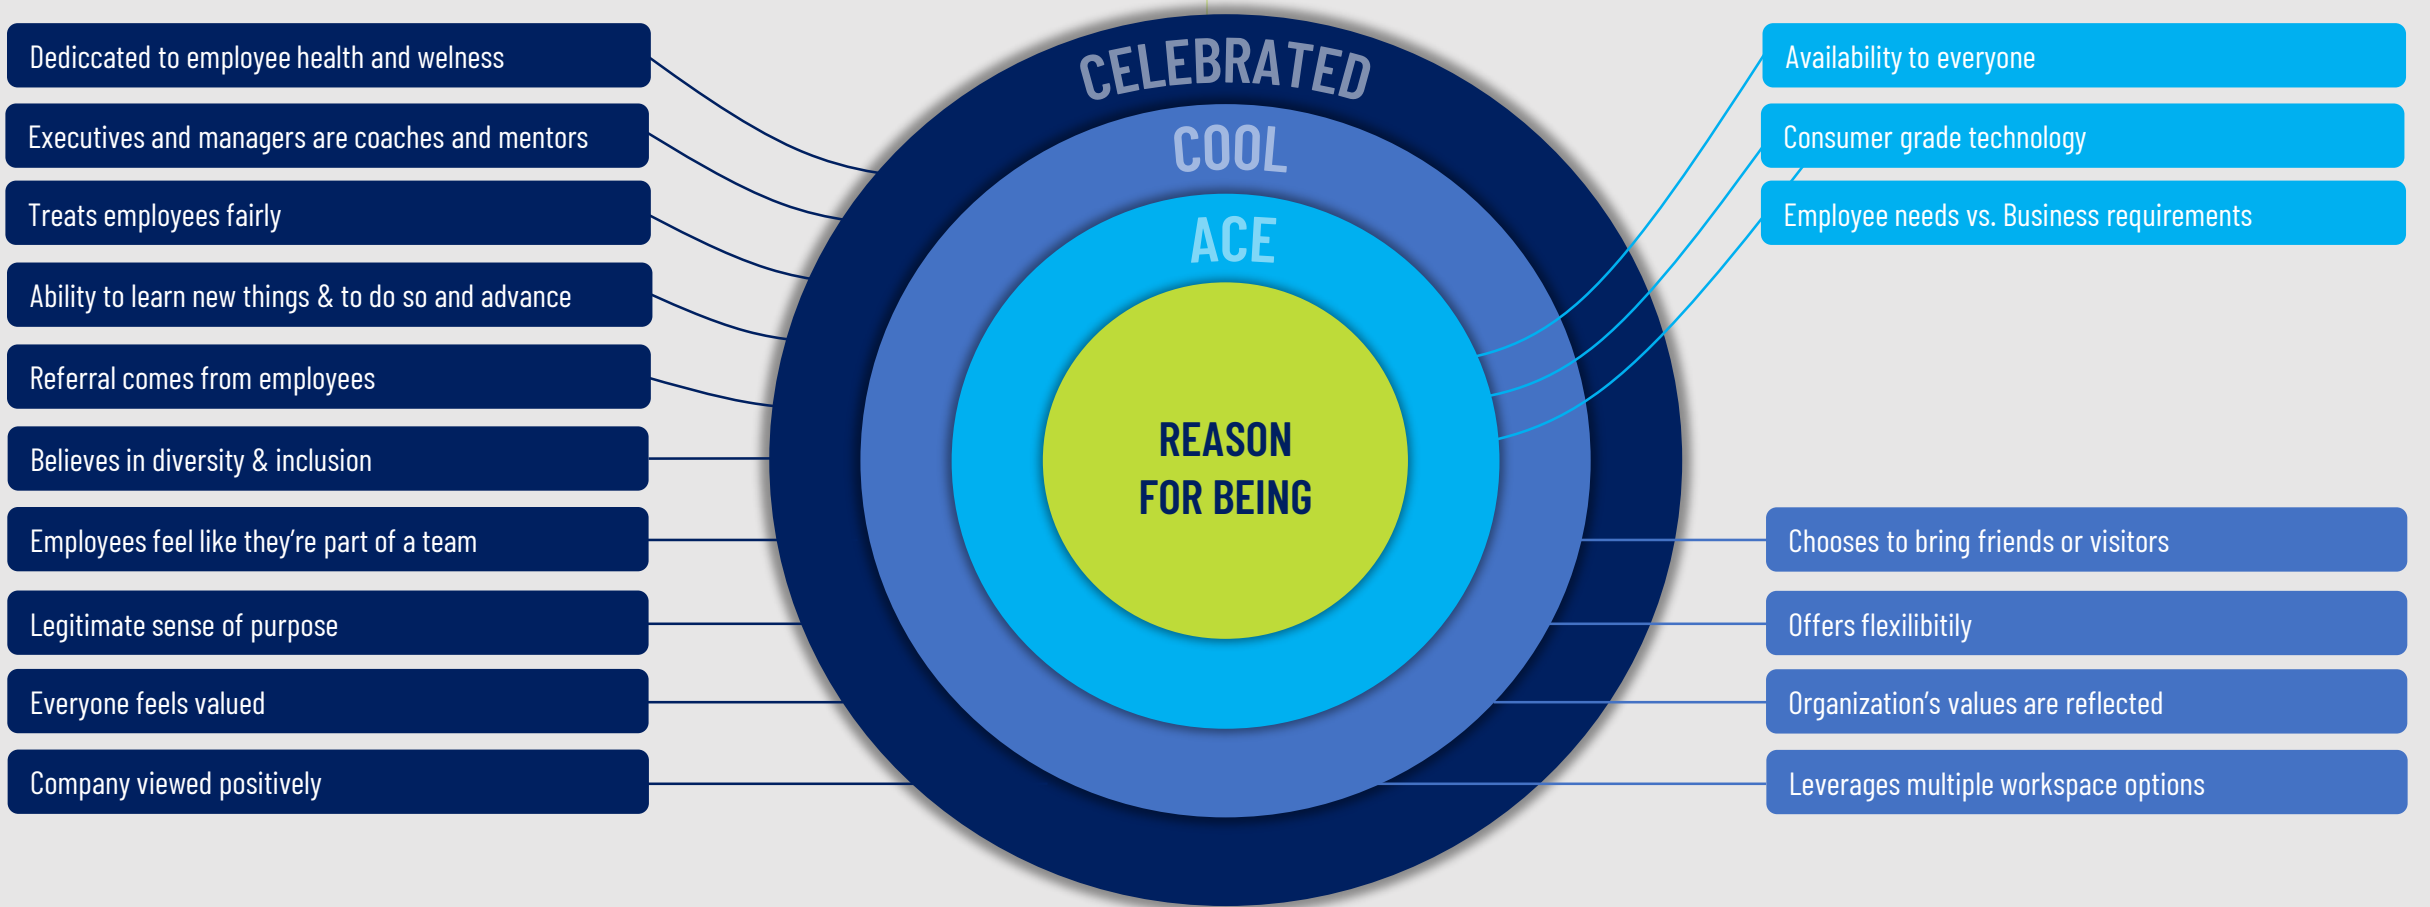 Dediccated to employee health and welness
Executives and managers are coaches and mentors
Treats employees fairly
Ability to learn new things & to do so and advance
Referral comes from employees
Believes in diversity & inclusion
Employees feel like they’re part of a team
Legitimate sense of purpose
Everyone feels valued
Company viewed positively
CELEBRATED
COOL
ACE
REASON
FOR BEING
Availability to everyone
Consumer grade technology
Employee needs vs. Business requirements
Chooses to bring friends or visitors
Offers flexilibitily
Organization’s values are reflected
Leverages multiple workspace options